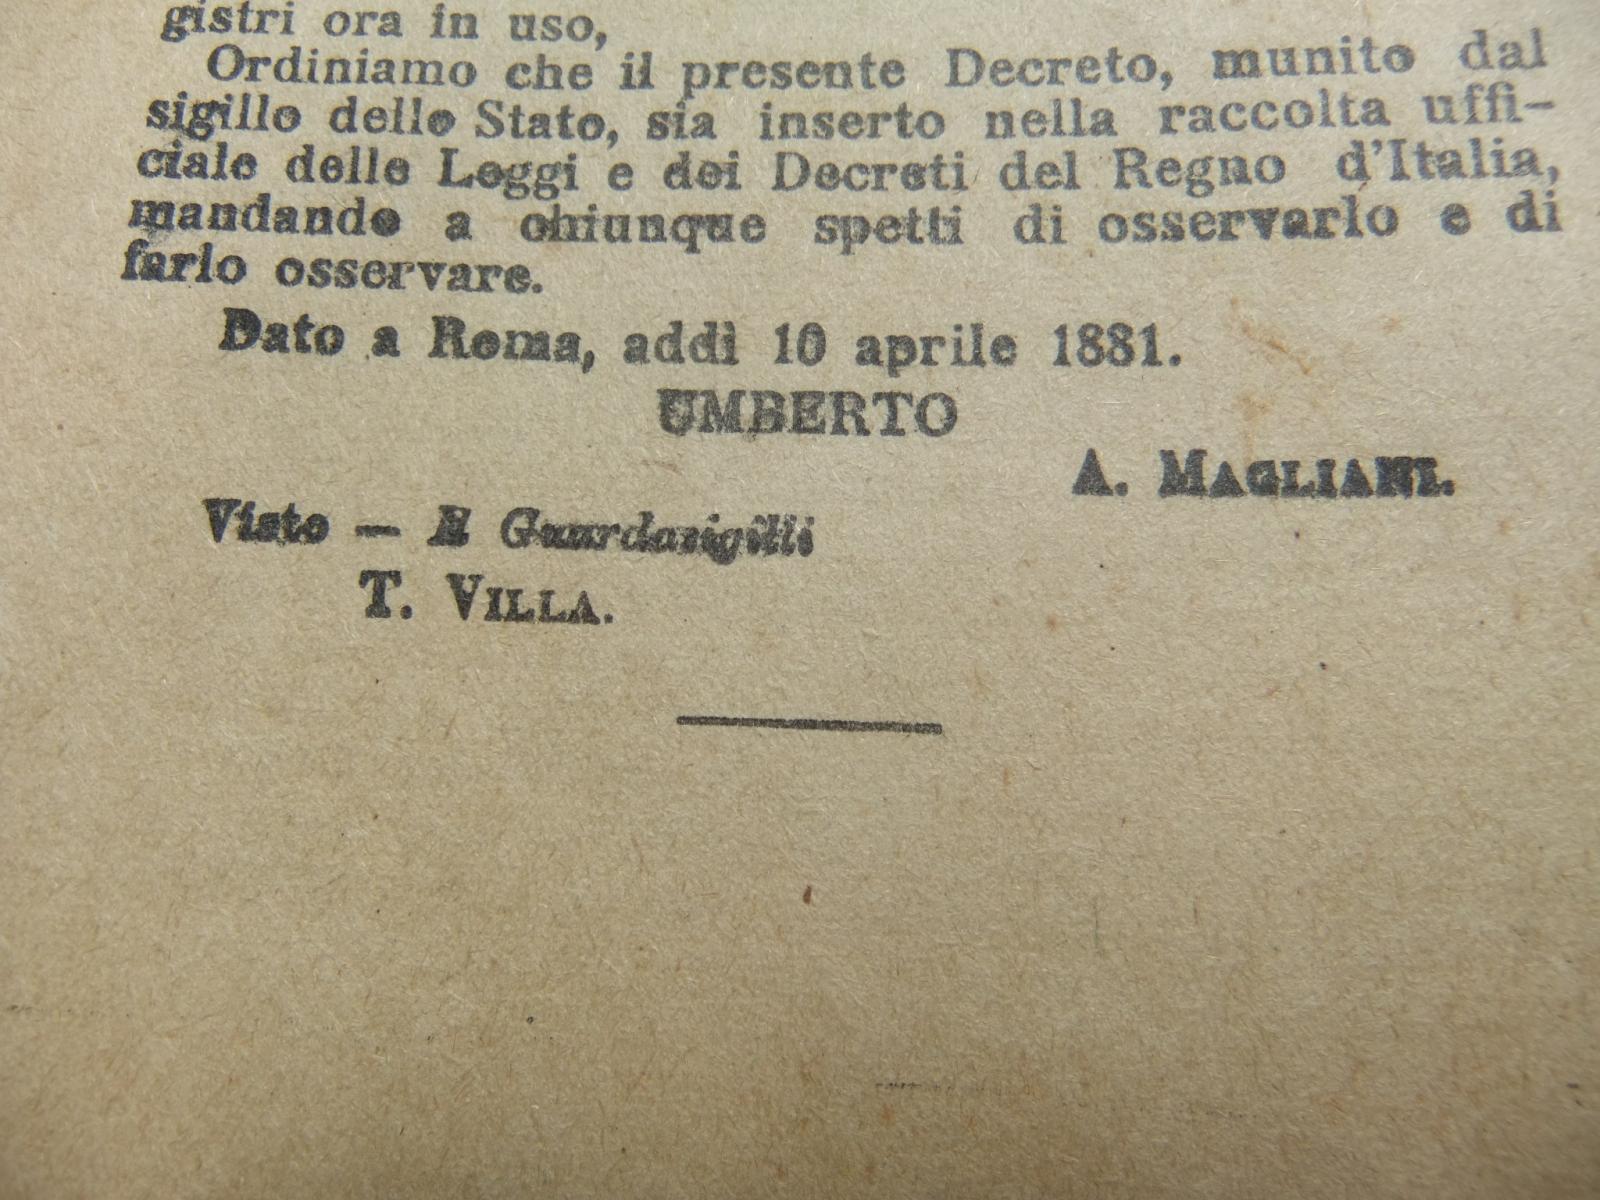 gistri ora in uso,
Ordiniamo che il presente Decreto, munito dal
sigillo dello Stato, sia inserto nella raccolta uffi-
ciale delle Leggi e dei Decreti del Regno d'Italia,
mandando a chiunque spetti di osservarlo e di
farlo osservare.
Dato a Roma, addì 10 aprile 1881.
UMBERTO
A. MAGLIANI.
Visto — Il Guardasigilli
T. VILLA.